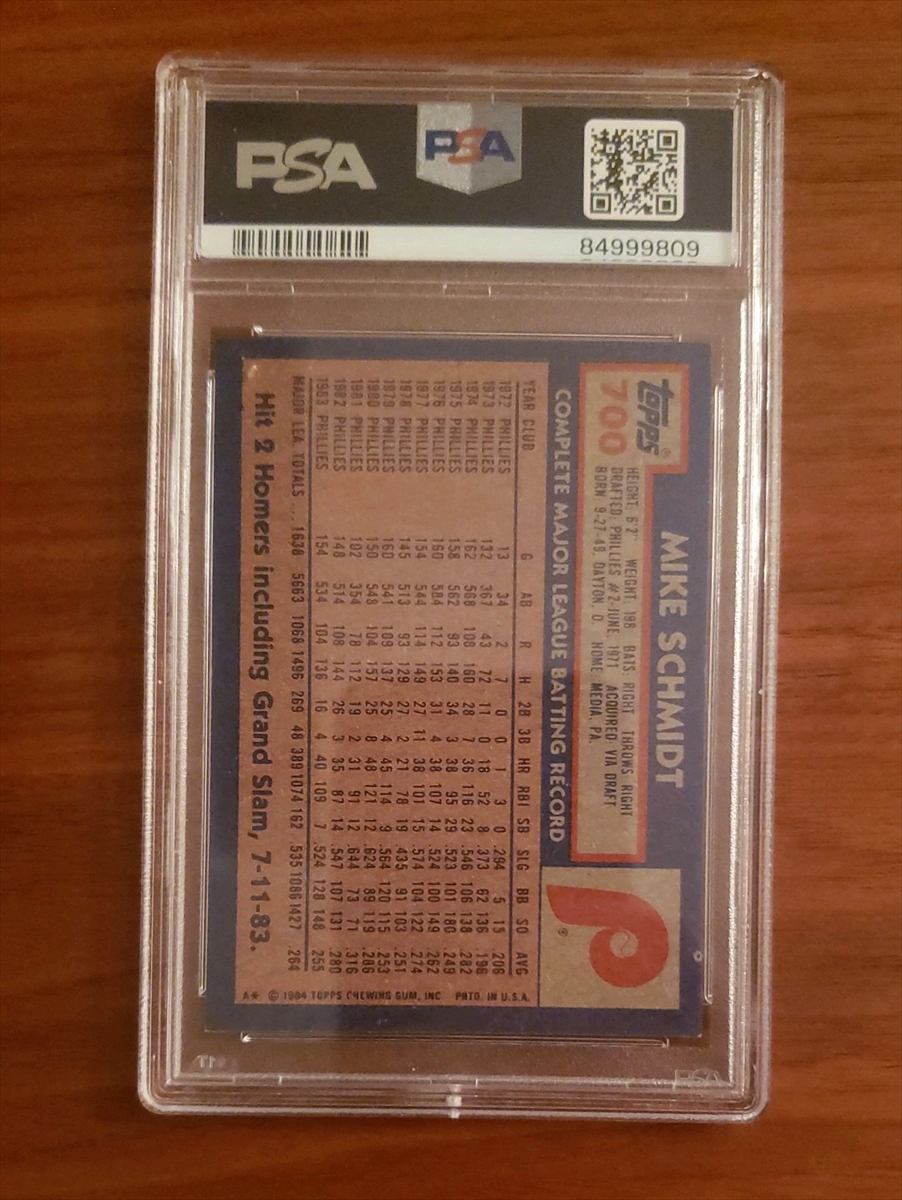 PSA
PSA
84999809
topps®
700
MIKE SCHMIDT
HEIGHT: 6'2" WEIGHT: 198 BATS: RIGHT THROWS: RIGHT
DRAFTED: PHILLIES #2-JUNE, 1971 ACQUIRED: VIA DRAFT
BORN: 9-27-49, DAYTON, O. HOME: MEDIA, PA.
COMPLETE MAJOR LEAGUE BATTING RECORD
YEAR CLUB G AB R H 2B 3B HR RBI SB SLG BB SO AVG
1972 PHILLIES 13 34 2 7 0 0 1 3 0 .294 5 15 .206
1973 PHILLIES 132 367 43 72 11 0 18 52 8 .373 62 136 .196
1974 PHILLIES 162 568 108 160 28 7 36 116 23 .546 106 138 .282
1975 PHILLIES 158 562 93 140 34 3 38 95 29 .523 101 180 .249
1976 PHILLIES 160 584 112 153 31 4 38 107 14 .524 100 149 .262
1977 PHILLIES 154 544 114 149 27 11 38 101 15 .574 104 122 .274
1978 PHILLIES 145 513 93 129 27 2 21 78 19 .435 91 103 .251
1979 PHILLIES 160 541 109 137 25 4 45 114 9 .564 120 115 .253
1980 PHILLIES 150 548 104 157 25 8 48 121 12 .624 89 119 .286
1981 PHILLIES 102 354 78 112 19 2 31 91 12 .644 73 71 .316
1982 PHILLIES 148 514 108 144 26 3 35 87 14 .547 107 131 .280
1983 PHILLIES 154 534 104 136 16 4 40 109 7 .524 128 148 .255
MAJOR LEA. TOTALS ... 1638 5663 1068 1496 269 48 389 1074 162 .535 1086 1427 .264
Hit 2 Homers including Grand Slam, 7-11-83.
A* © 1984 TOPPS CHEWING GUM, INC PRTD. IN U.S.A.
P ®
PSA